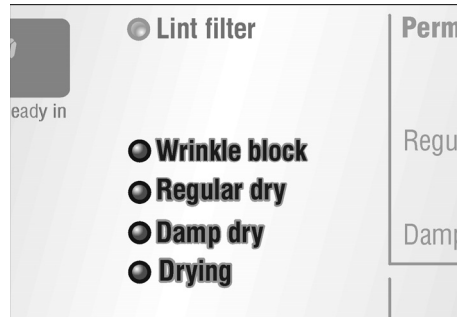 Lint filter
Perm
eady in
Wrinkle block
Regu
Regular dry
Damp dry
Damp
Drying